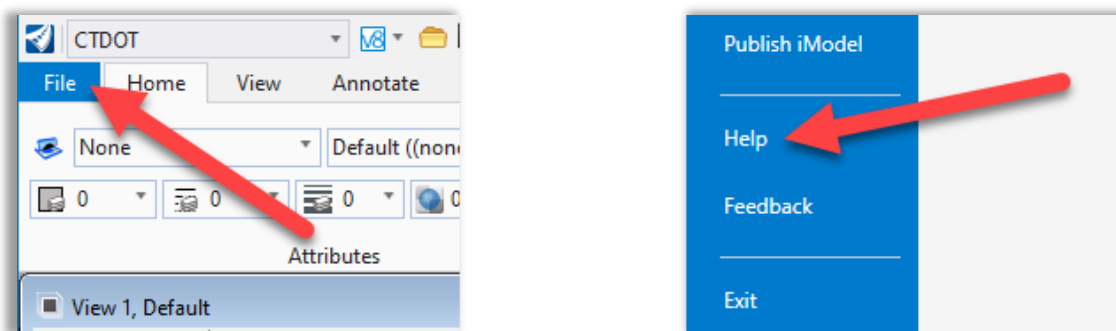 CTDOT
File Home View Annotate
None Default ((non
0 0 0 0
Attributes
View 1, Default
Publish iModel
Help
Feedback
Exit